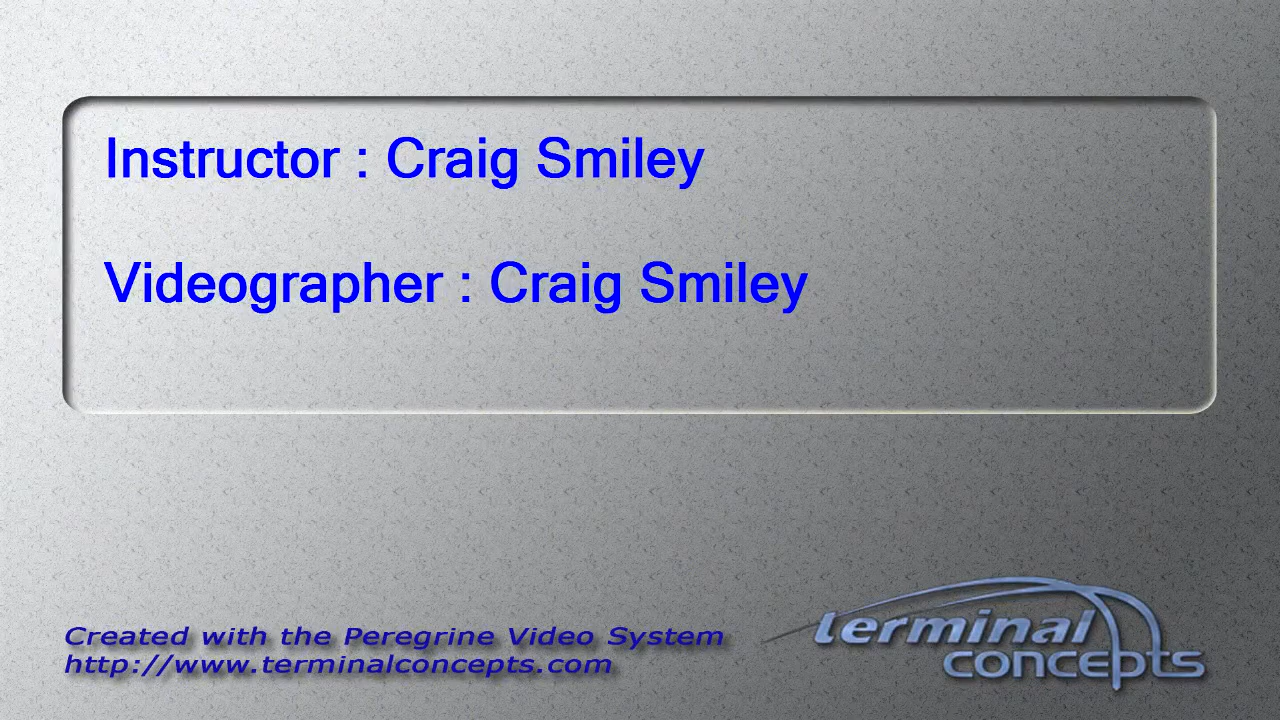 Instructor : Craig Smiley
Videographer : Craig Smiley
Created with the Peregrine Video System
http://www.terminalconcepts.com
terminal
concepts